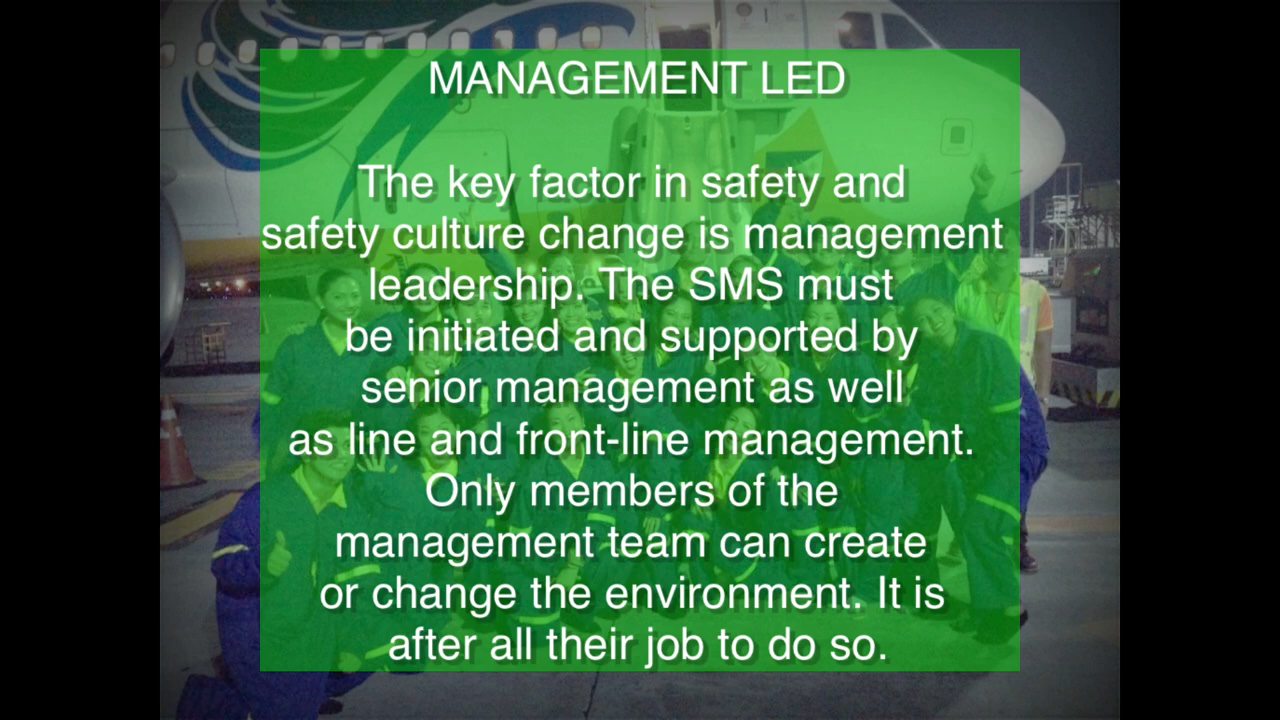 MANAGEMENT LED
The key factor in safety and
safety culture change is management
leadership. The SMS must
be initiated and supported by
senior management as well
as line and front-line management.
Only members of the
management team can create
or change the environment. It is
after all their job to do so.